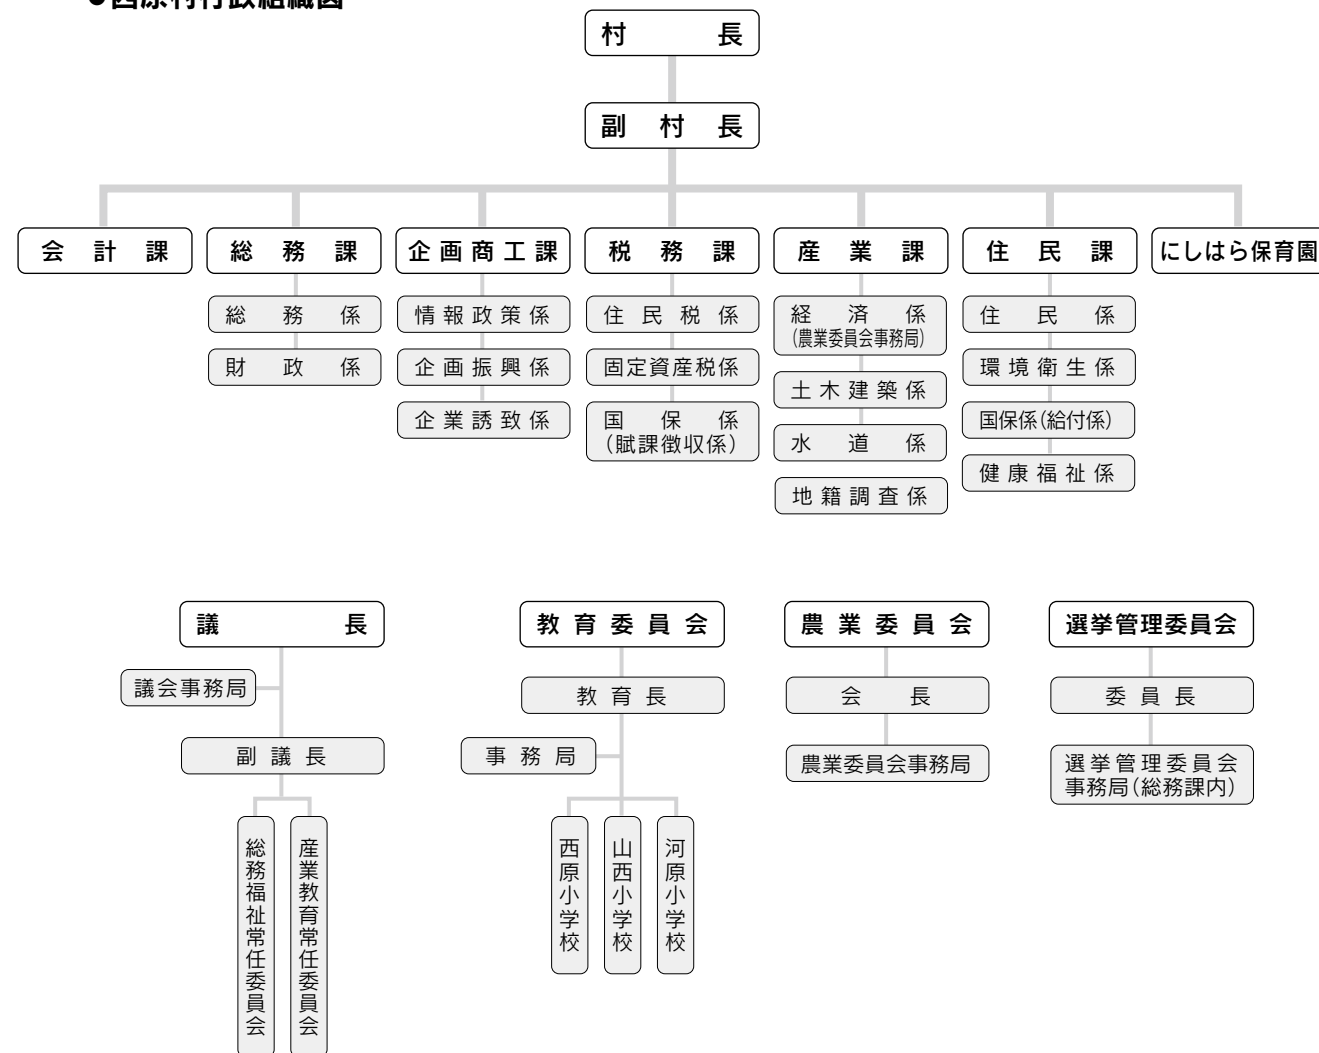 ●西原村行政組織図
村長
副村長
会計課
総務課
企画商工課
税務課
産業課
住民課
にしはら保育園
総務係
財政係
情報政策係
企画振興係
企業誘致係
住民税係
固定資産税係
国保係
(賦課徴収係)
経済係
(農業委員会事務局)
土木建築係
水道係
地籍調査係
住民係
環境衛生係
国保係(給付係)
健康福祉係
議長
議会事務局
副議長
総務福祉常任委員会
産業教育常任委員会
教育委員会
教育長
事務局
西原小学校
山西小学校
河原小学校
農業委員会
会長
農業委員会事務局
選挙管理委員会
委員長
選挙管理委員会
事務局(総務課内)